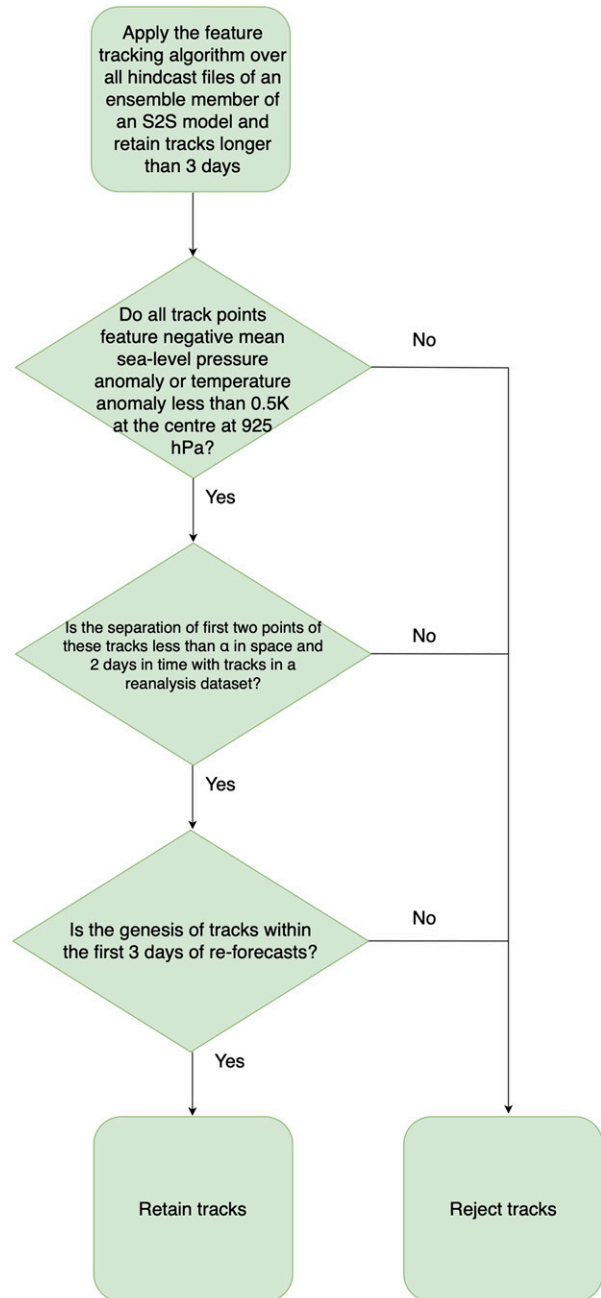 Apply the feature
tracking algorithm over
all hindcast files of an
ensemble member of
an S2S model and
retain tracks longer
than 3 days
Do all track points
feature negative mean
sea-level pressure
anomaly or temperature
anomaly less than 0.5K
at the centre at 925
hPa?
No
Yes
Is the separation of first two points of
these tracks less than α in space and
2 days in time with tracks in a
reanalysis dataset?
No
Yes
Is the genesis of tracks within
the first 3 days of re-forecasts?
No
Yes
Retain tracks
Reject tracks